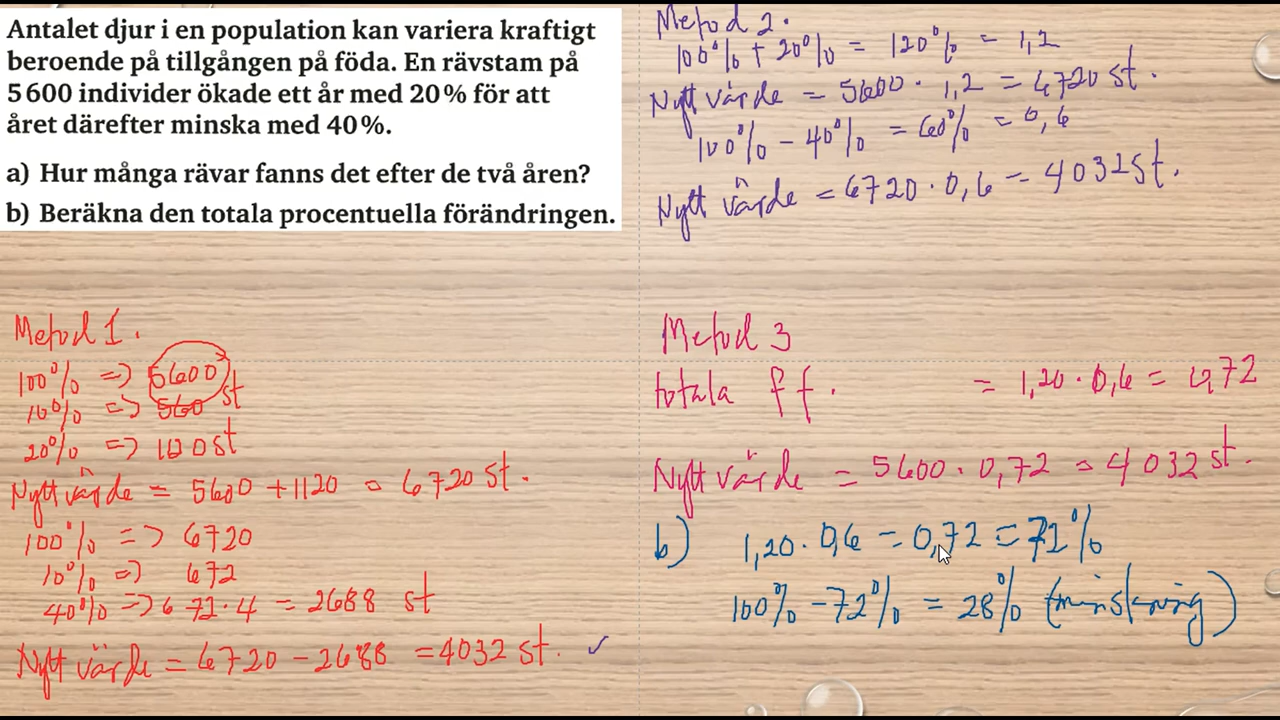 Antalet djur i en population kan variera kraftigt
beroende på tillgången på föda. En rävstam på
5 600 individer ökade ett år med 20 % för att
året därefter minska med 40 %.
a) Hur många rävar fanns det efter de två åren?
b) Beräkna den totala procentuella förändringen.
Metod 2.
100% + 20% = 120% = 1,2
Nytt värde = 5600 · 1,2 = 6720 st.
100% - 40% = 60% = 0,6
Nytt värde = 6720 · 0,6 = 4032 st.
Metod 1.
100% => 5600
10% => 560 st
20% => st
Nytt värde = 5600 + 1120 = 6720 st.
100% => 6720
10% => 672
40% => 672 · 4 = 2688 st
Nytt värde = 6720 - 2688 = 4032 st.
Metod 3
totala ff. = 1,20 · 0,6 = 0,72
Nytt värde = 5600 · 0,72 = 4032 st.
b) 1,20 · 0,6 = 0,72 = 72%
100% - 72% = 28% (minskning)